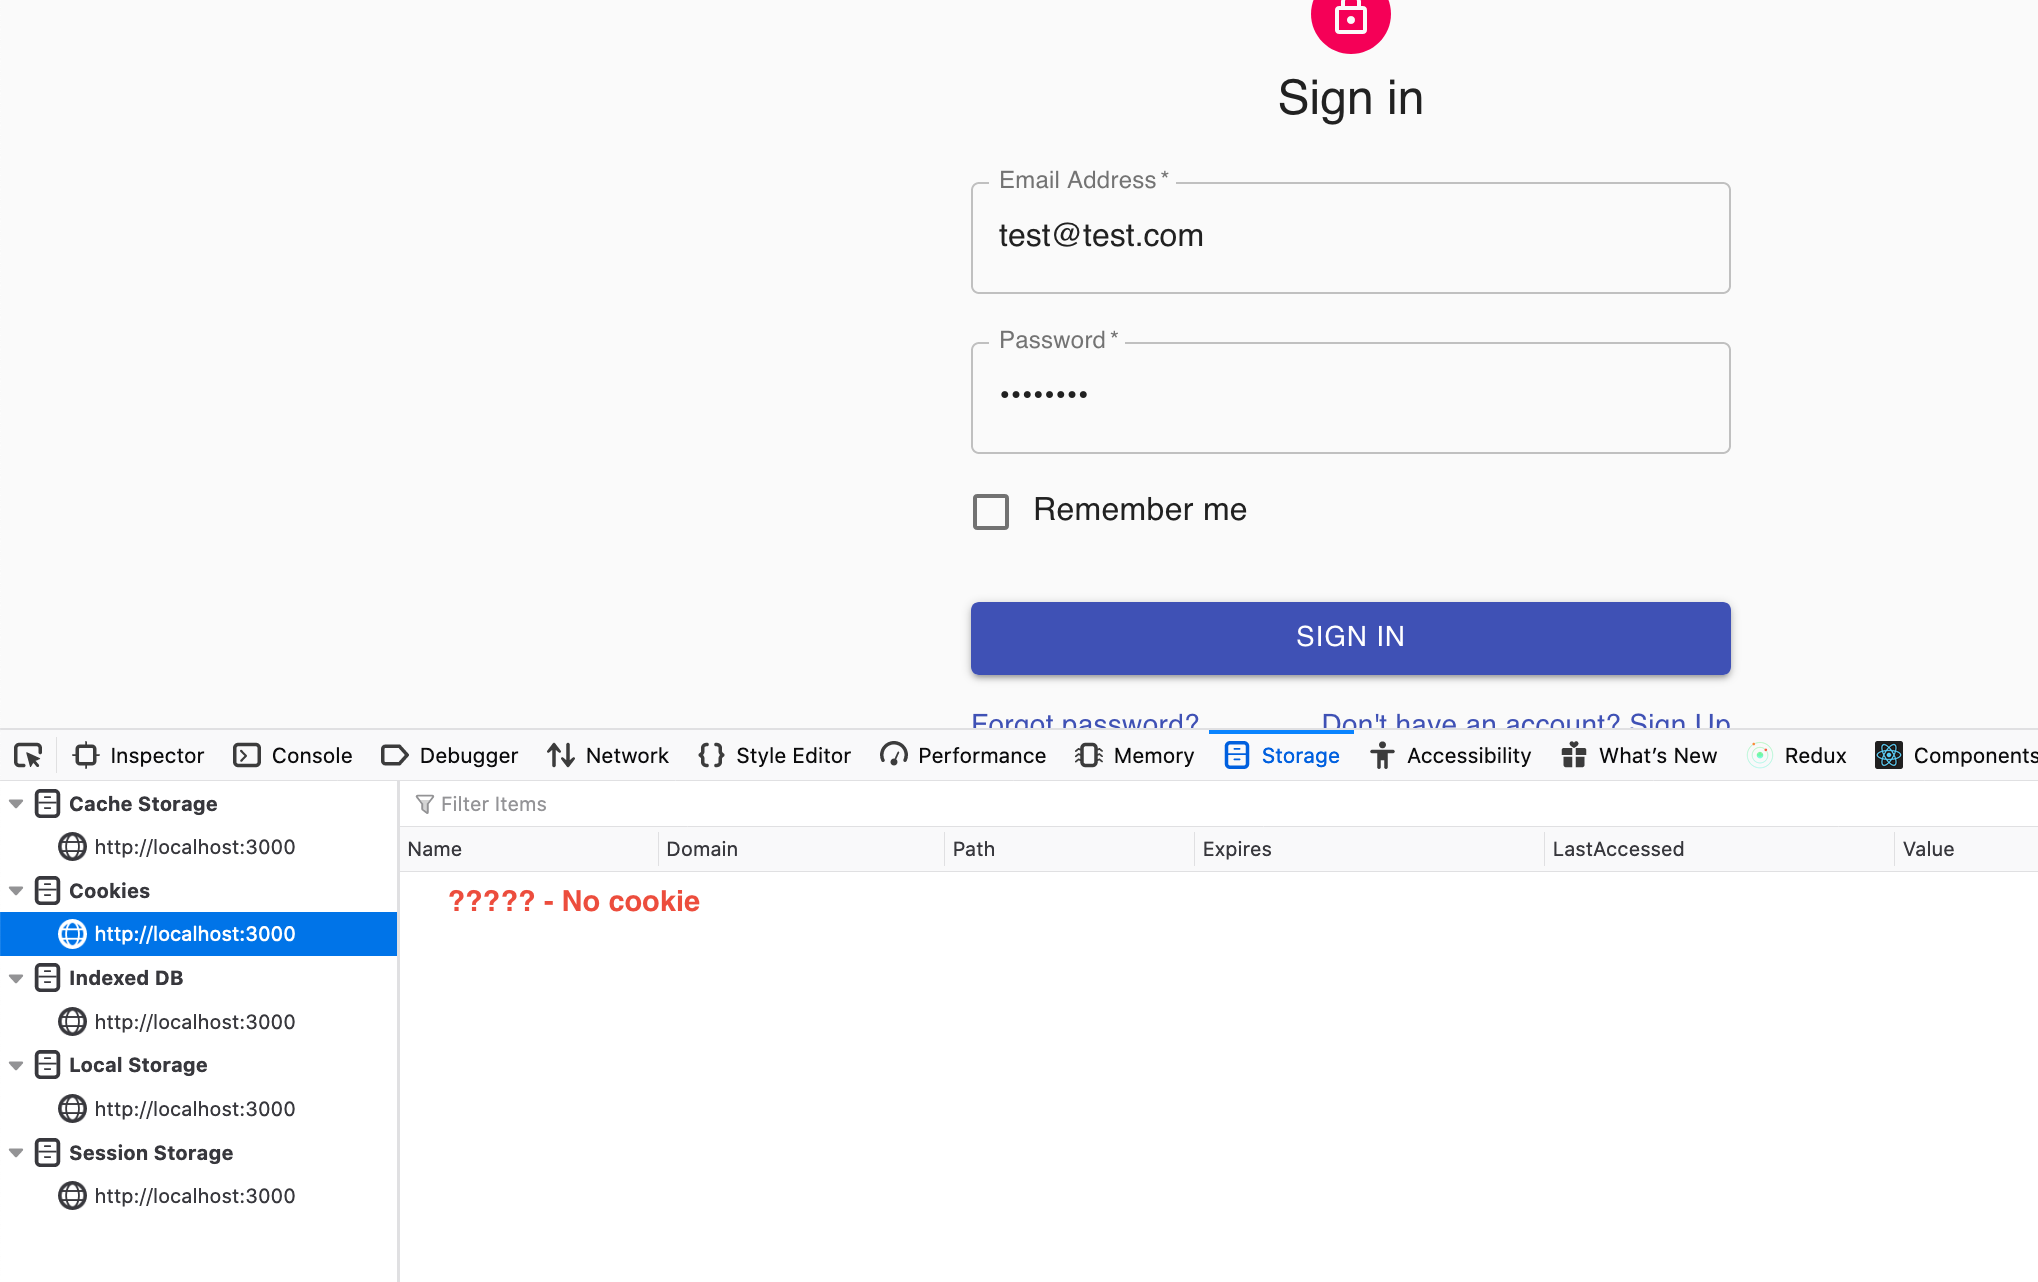 Sign in
Email Address *
test@test.com
Password *
••••••••
Remember me
SIGN IN
Forgot password? Don't have an account? Sign Up
Inspector Console Debugger Network Style Editor Performance Memory Storage Accessibility What's New Redux Components
Cache Storage
http://localhost:3000
Cookies
http://localhost:3000
Indexed DB
http://localhost:3000
Local Storage
http://localhost:3000
Session Storage
http://localhost:3000
Filter Items
Name Domain Path Expires LastAccessed Value
????? - No cookie